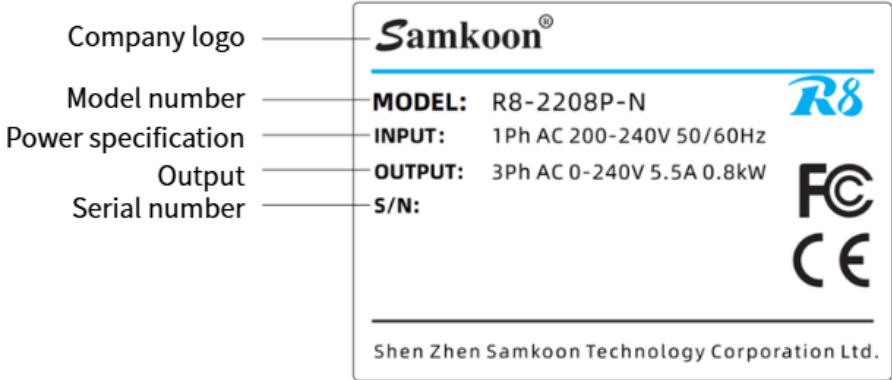 Company logo
Samkoon®
Model number
MODEL: R8-2208P-N
R8
Power specification
INPUT: 1Ph AC 200-240V 50/60Hz
Output
OUTPUT: 3Ph AC 0-240V 5.5A 0.8kW
Serial number
S/N:
FC
CE
Shen Zhen Samkoon Technology Corporation Ltd.